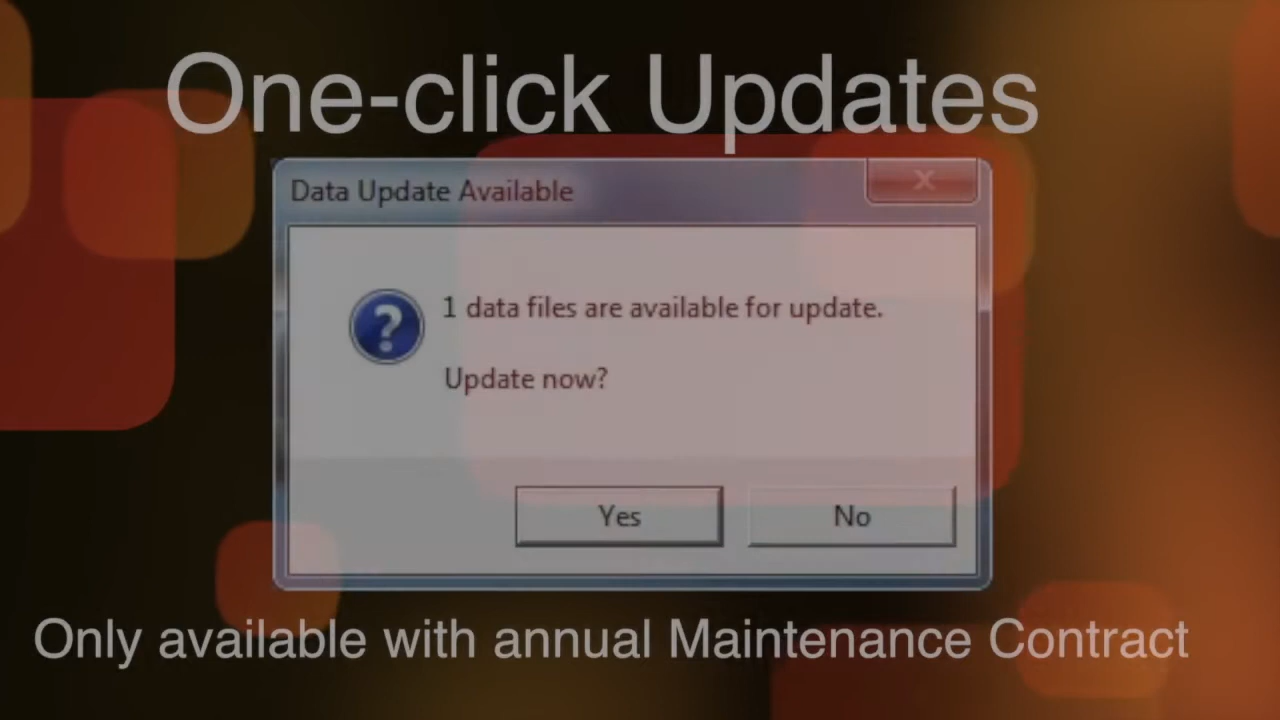 One-click Updates
Data Update Available
X
1 data files are available for update.
Update now?
Yes
No
Only available with annual Maintenance Contract